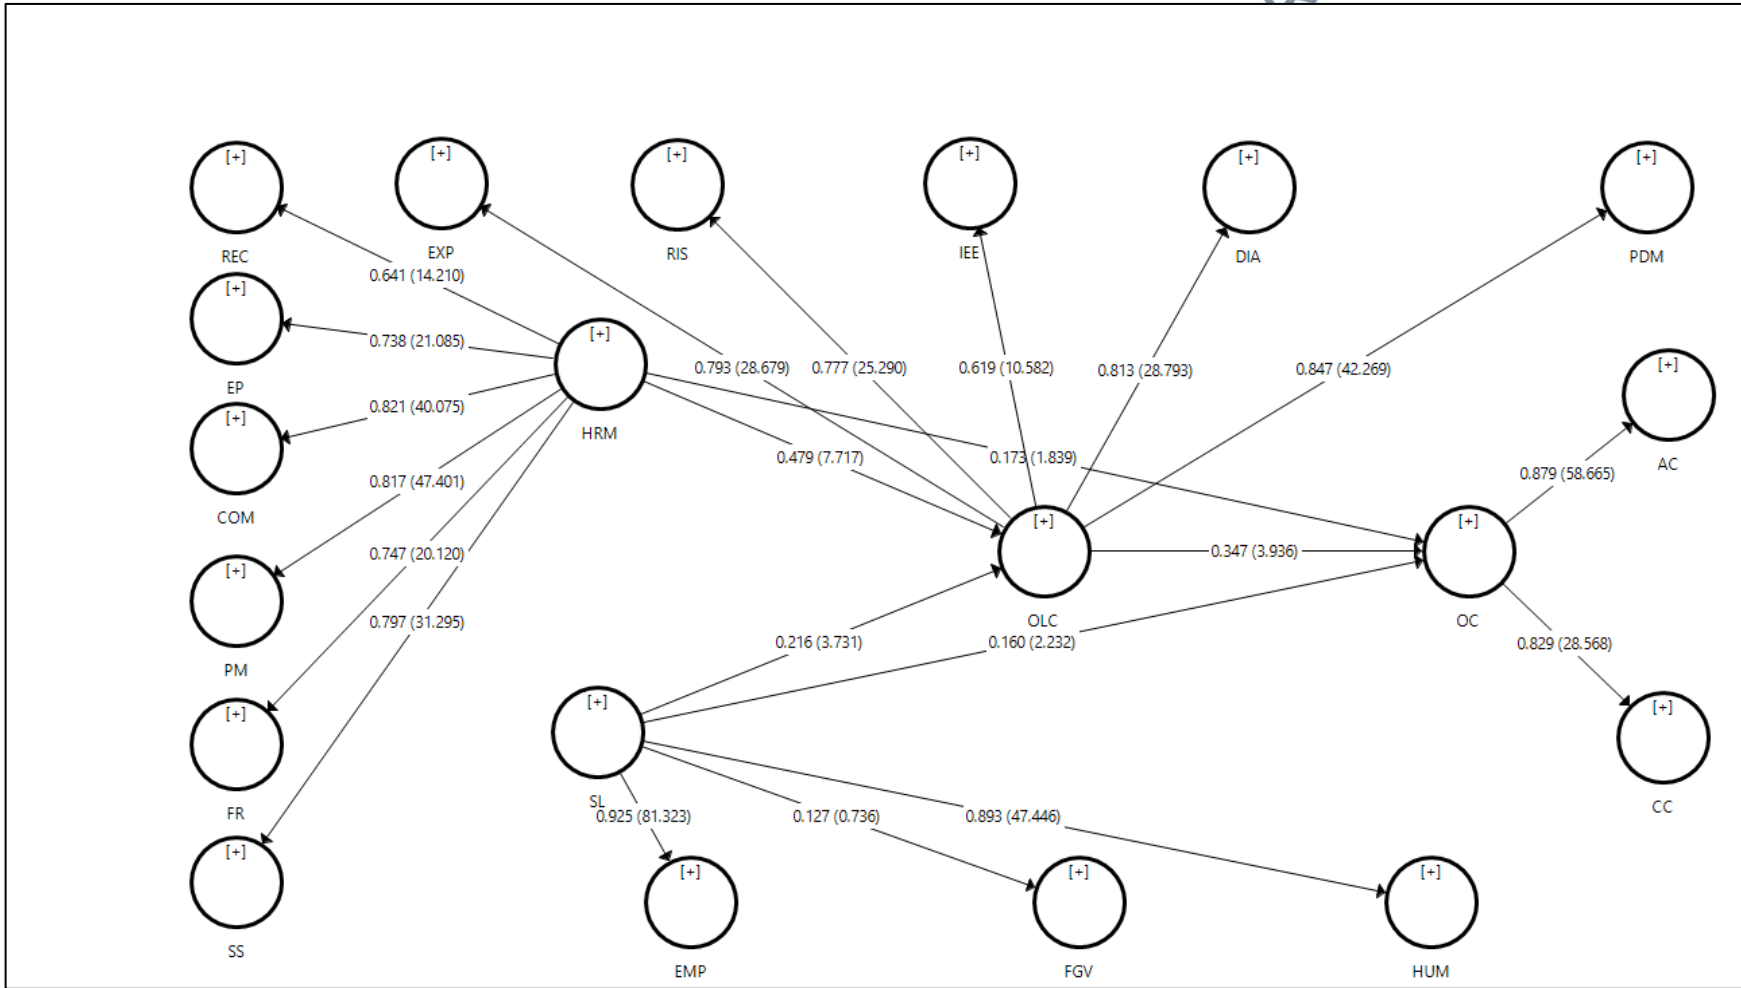 [+]
[+]
[+]
[+]
[+]
[+]
REC
EXP
RIS
IEE
DIA
PDM
0.641 (14.210)
[+]
[+]
0.738 (21.085)
0.793 (28.679)
0.777 (25.290)
0.619 (10.582)
0.813 (28.793)
0.847 (42.269)
[+]
EP
0.821 (40.075)
[+]
HRM
0.479 (7.717)
0.173 (1.839)
AC
0.879 (58.665)
0.817 (47.401)
COM
[+]
[+]
0.747 (20.120)
0.347 (3.936)
[+]
0.797 (31.295)
OLC
OC
0.216 (3.731)
0.160 (2.232)
0.829 (28.568)
PM
[+]
[+]
[+]
SL
FR
0.925 (81.323)
0.127 (0.736)
0.893 (47.446)
CC
[+]
[+]
[+]
[+]
SS
EMP
FGV
HUM